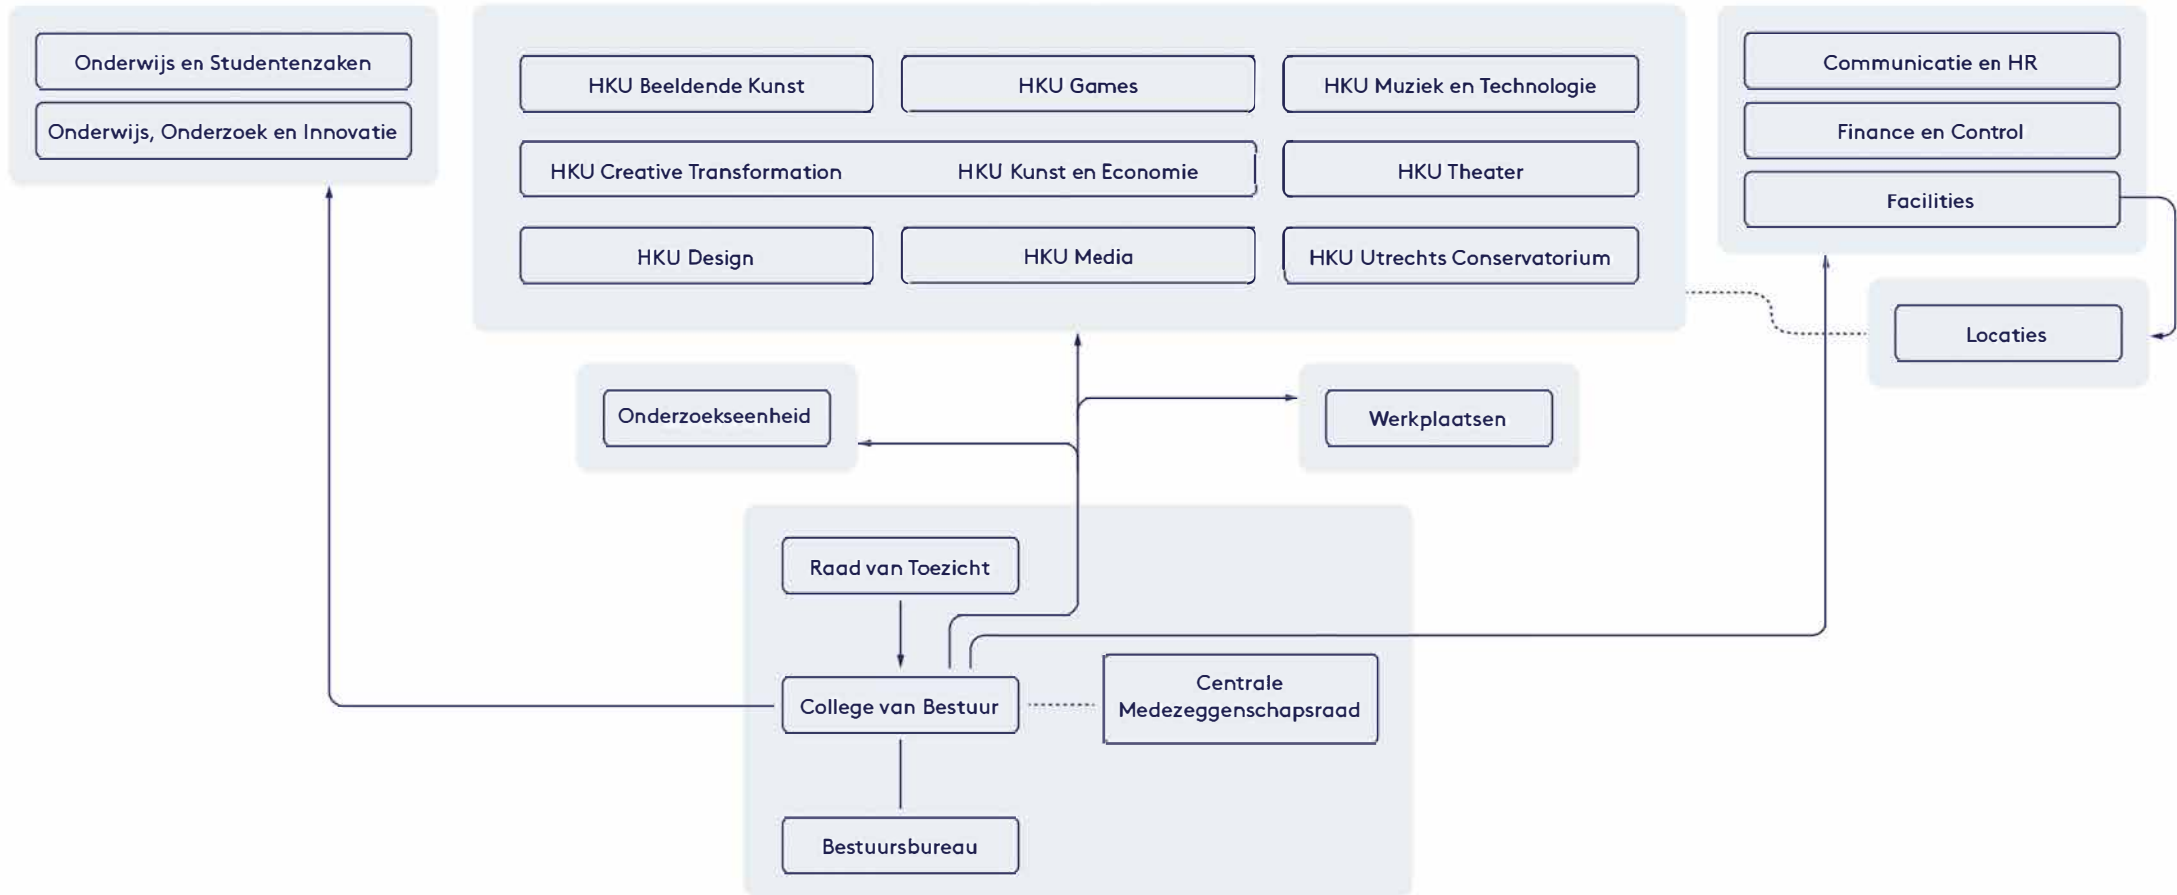 Onderwijs en Studentenzaken
Onderwijs, Onderzoek en Innovatie
HKU Beeldende Kunst
HKU Games
HKU Muziek en Technologie
HKU Creative Transformation
HKU Kunst en Economie
HKU Theater
HKU Design
HKU Media
HKU Utrechts Conservatorium
Communicatie en HR
Finance en Control
Facilities
Locaties
Onderzoekseenheid
Werkplaatsen
Raad van Toezicht
College van Bestuur
Centrale
Medezeggenschapsraad
Bestuursbureau